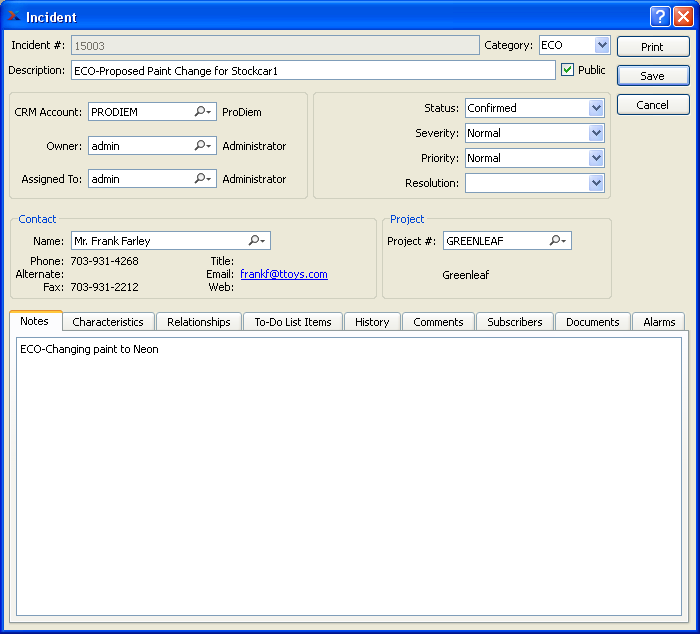 Incident
Incident #: 15003 Category: ECO Print
Description: ECO-Proposed Paint Change for Stockcar1 Public Save
Cancel
CRM Account: PRODIEM ProDiem Status: Confirmed
Severity: Normal
Owner: admin Administrator Priority: Normal
Assigned To: admin Administrator Resolution:
Contact Project
Name: Mr. Frank Farley Project #: GREENLEAF
Phone: 703-931-4268 Title:
Alternate: Email: frankf@ttoys.com Greenleaf
Fax: 703-931-2212 Web:
Notes Characteristics Relationships To-Do List Items History Comments Subscribers Documents Alarms
ECO-Changing paint to Neon